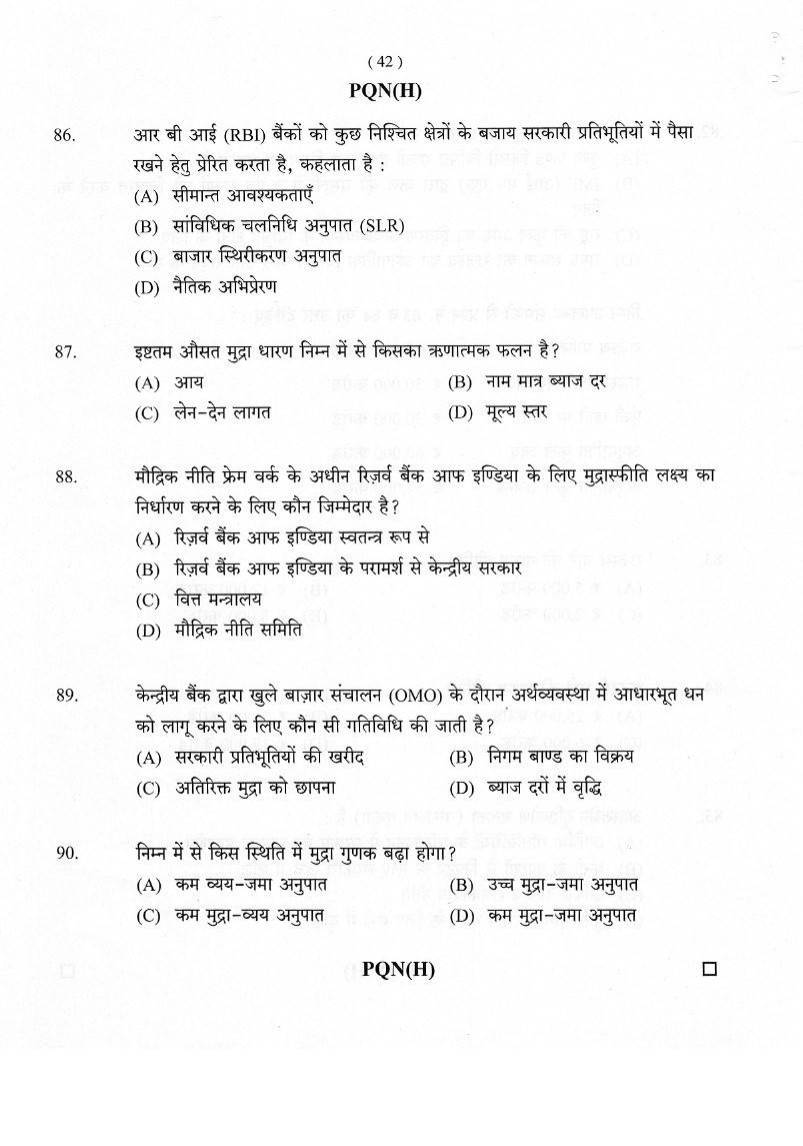 ( 42 )
PQN(H)
86. आर बी आई (RBI) बैंकों को कुछ निश्चित क्षेत्रों के बजाय सरकारी प्रतिभूतियों में पैसा
रखने हेतु प्रेरित करता है, कहलाता है :
(A) सीमान्त आवश्यकताएँ
(B) सांविधिक चलनिधि अनुपात (SLR)
(C) बाजार स्थिरीकरण अनुपात
(D) नैतिक अभिप्रेरण
87. इष्टतम औसत मुद्रा धारण निम्न में से किसका ऋणात्मक फलन है?
(A) आय (B) नाम मात्र ब्याज दर
(C) लेन-देन लागत (D) मूल्य स्तर
88. मौद्रिक नीति फ्रेम वर्क के अधीन रिज़र्व बैंक आफ इण्डिया के लिए मुद्रास्फीति लक्ष्य का
निर्धारण करने के लिए कौन जिम्मेदार है?
(A) रिज़र्व बैंक आफ इण्डिया स्वतन्त्र रूप से
(B) रिज़र्व बैंक आफ इण्डिया के परामर्श से केन्द्रीय सरकार
(C) वित्त मन्त्रालय
(D) मौद्रिक नीति समिति
89. केन्द्रीय बैंक द्वारा खुले बाज़ार संचालन (OMO) के दौरान अर्थव्यवस्था में आधारभूत धन
को लागू करने के लिए कौन सी गतिविधि की जाती है?
(A) सरकारी प्रतिभूतियों की खरीद (B) निगम बाण्ड का विक्रय
(C) अतिरिक्त मुद्रा को छापना (D) ब्याज दरों में वृद्धि
90. निम्न में से किस स्थिति में मुद्रा गुणक बढ़ा होगा?
(A) कम व्यय-जमा अनुपात (B) उच्च मुद्रा-जमा अनुपात
(C) कम मुद्रा-व्यय अनुपात (D) कम मुद्रा-जमा अनुपात
PQN(H)